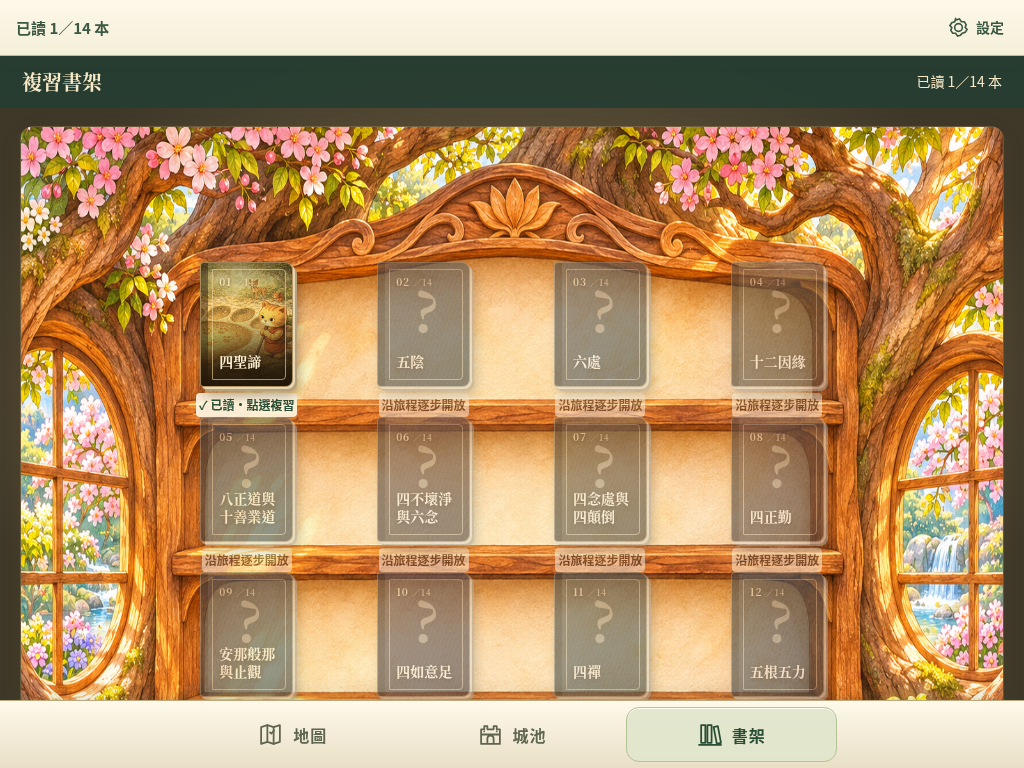 已讀 1／14 本
設定
複習書架
已讀 1／14 本
01 ／14
四聖諦
✓ 已讀・點選複習
02 ／14
五陰
沿旅程逐步開放
03 ／14
六處
沿旅程逐步開放
04 ／14
十二因緣
沿旅程逐步開放
05 ／14
八正道與
十善業道
沿旅程逐步開放
06 ／14
四不壞淨
與六念
沿旅程逐步開放
07 ／14
四念處與
四顛倒
沿旅程逐步開放
08 ／14
四正勤
沿旅程逐步開放
09 ／14
安那般那
與止觀
10 ／14
四如意足
11 ／14
四禪
12 ／14
五根五力
地圖
城池
書架